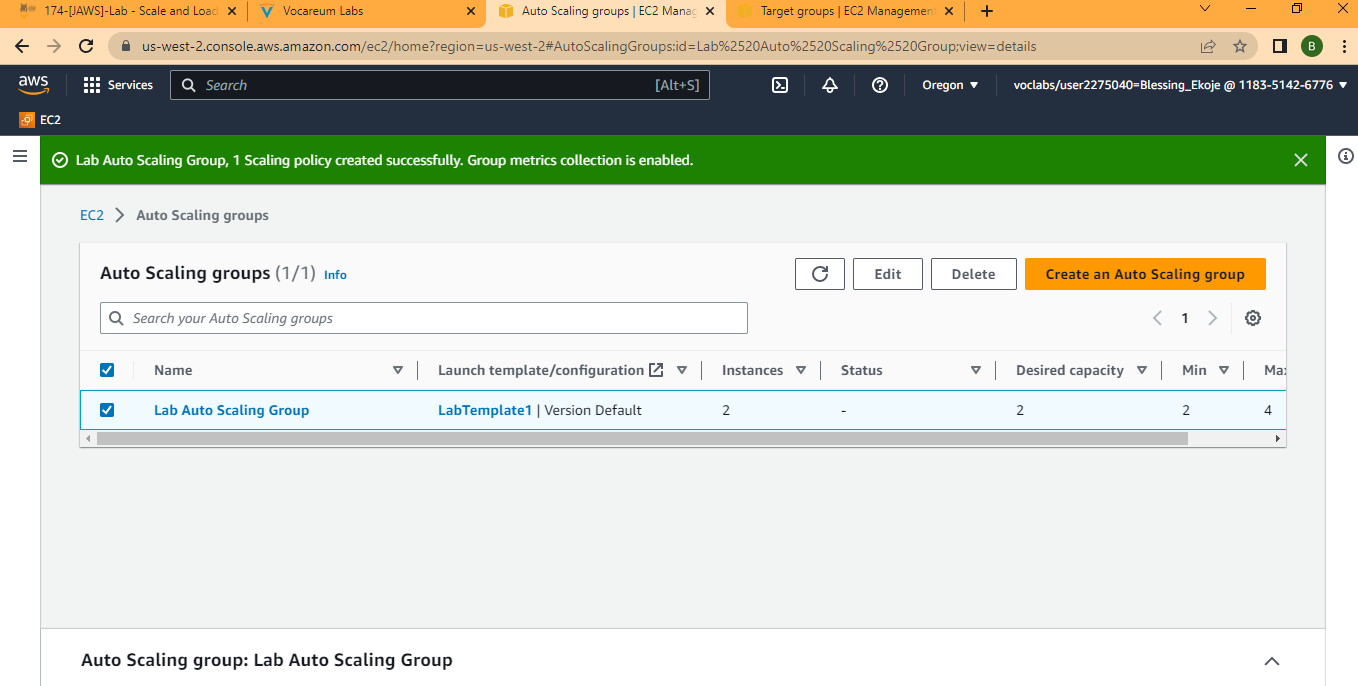 174-[JAWS]-Lab - Scale and Load
Vocareum Labs
Auto Scaling groups | EC2 Manag
Target groups | EC2 Management
us-west-2.console.aws.amazon.com/ec2/home?region=us-west-2#AutoScalingGroups:id=Lab%2520Auto%2520Scaling%2520Group;view=details
B
aws
Services
Search
[Alt+S]
Oregon
voclabs/user2275040=Blessing_Ekoje @ 1183-5142-6776
EC2
Lab Auto Scaling Group, 1 Scaling policy created successfully. Group metrics collection is enabled.
EC2
Auto Scaling groups
Auto Scaling groups (1/1) Info
Edit
Delete
Create an Auto Scaling group
Search your Auto Scaling groups
1
Name
Launch template/configuration
Instances
Status
Desired capacity
Min
Max
Lab Auto Scaling Group
LabTemplate1 | Version Default
2
-
2
2
4
Auto Scaling group: Lab Auto Scaling Group